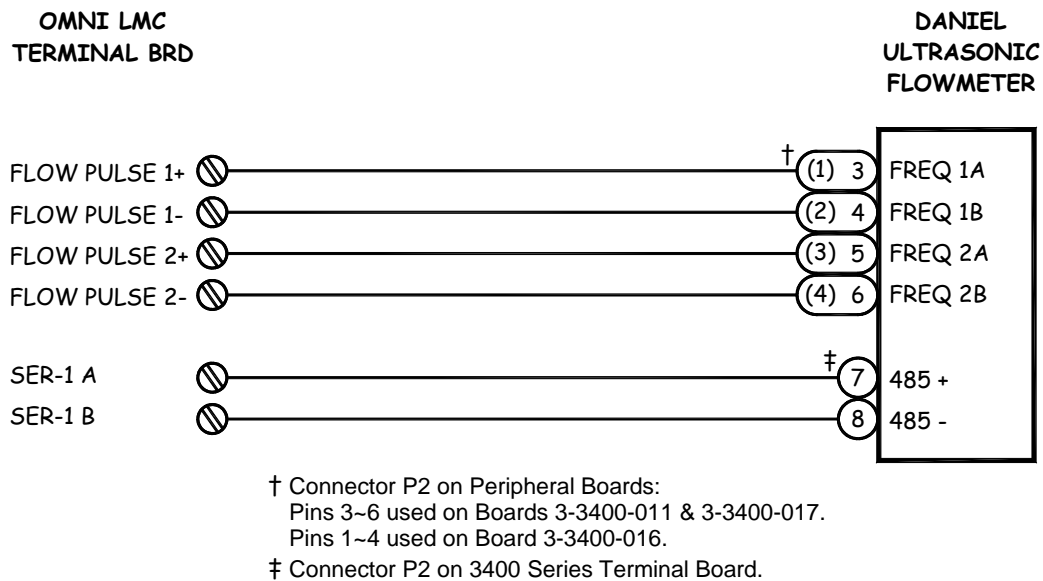 OMNI LMC
TERMINAL BRD
DANIEL
ULTRASONIC
FLOWMETER
FLOW PULSE 1+ † (1) 3 FREQ 1A
FLOW PULSE 1- (2) 4 FREQ 1B
FLOW PULSE 2+ (3) 5 FREQ 2A
FLOW PULSE 2- (4) 6 FREQ 2B
SER-1 A ‡ 7 485 +
SER-1 B 8 485 -
† Connector P2 on Peripheral Boards:
Pins 3~6 used on Boards 3-3400-011 & 3-3400-017.
Pins 1~4 used on Board 3-3400-016.
‡ Connector P2 on 3400 Series Terminal Board.